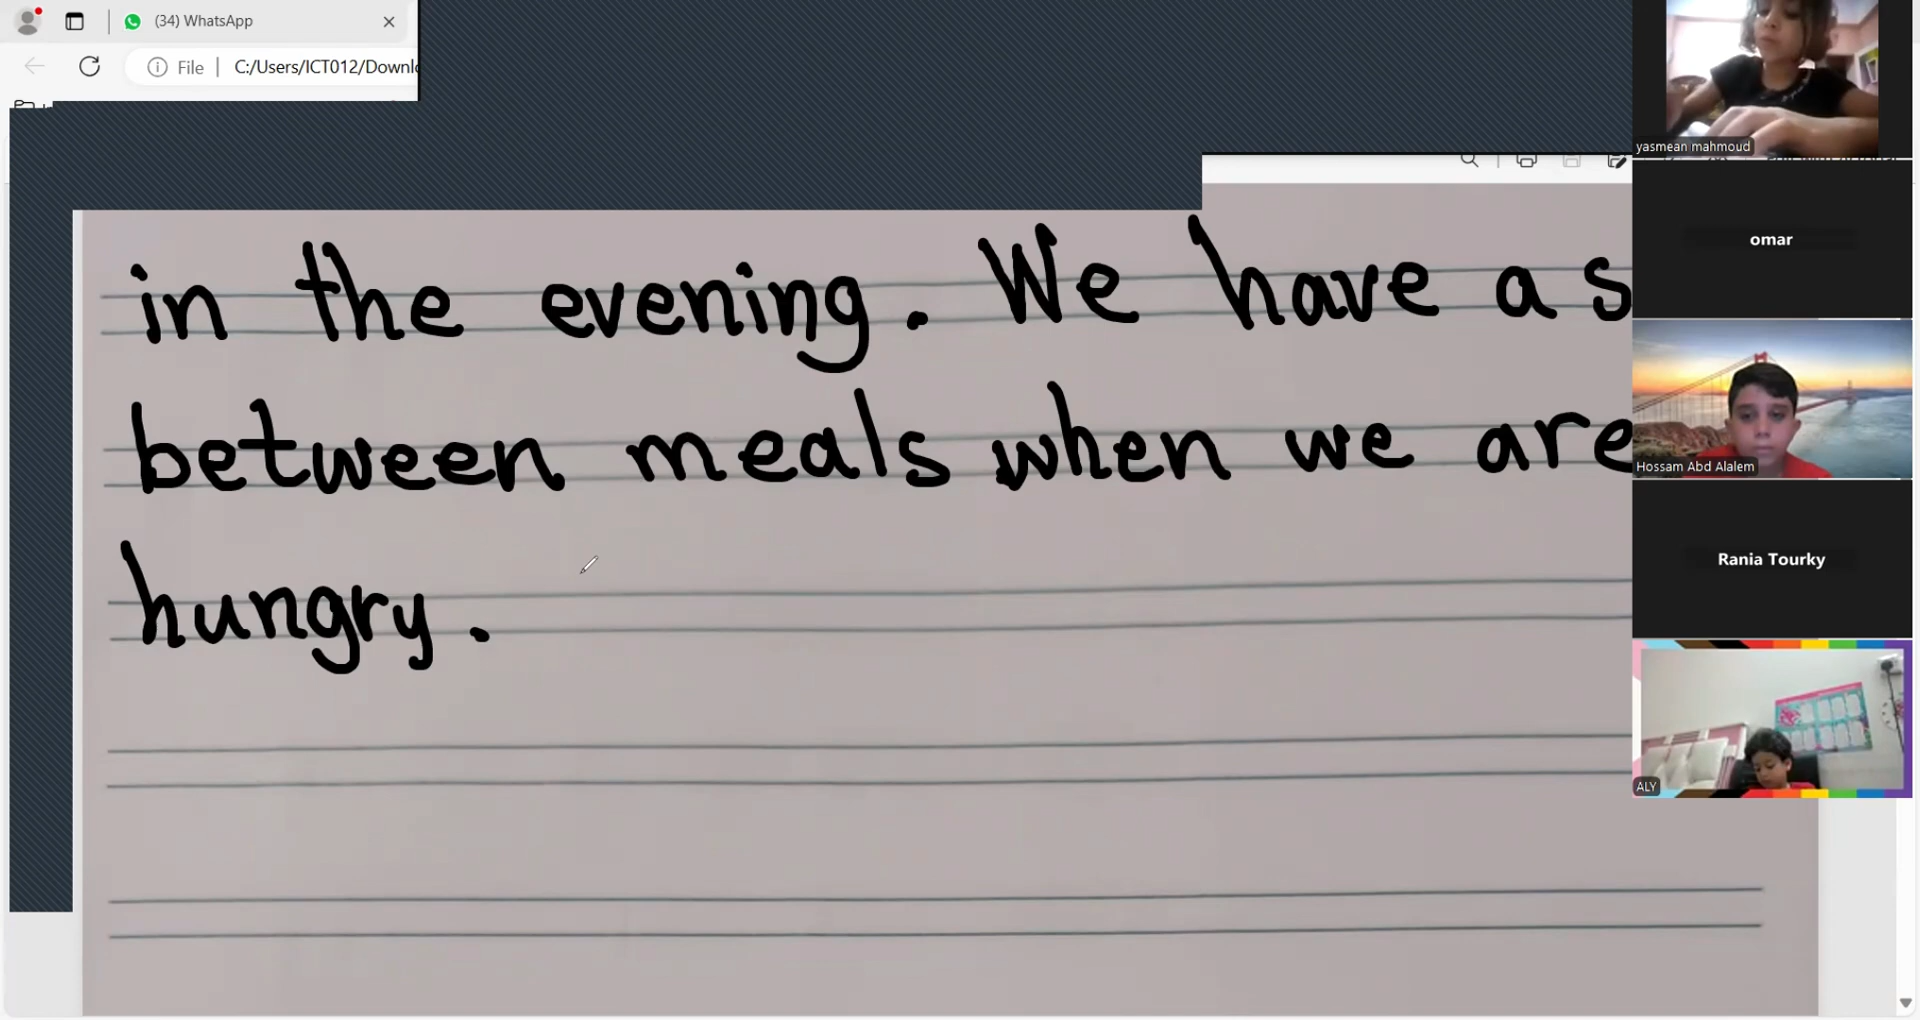 (34) WhatsApp
File
C:/Users/ICT012/Downlo
in the evening. We have a s
between meals when we are
hungry.
yasmean mahmoud
omar
Hossam Abd Alalem
Rania Tourky
ALY